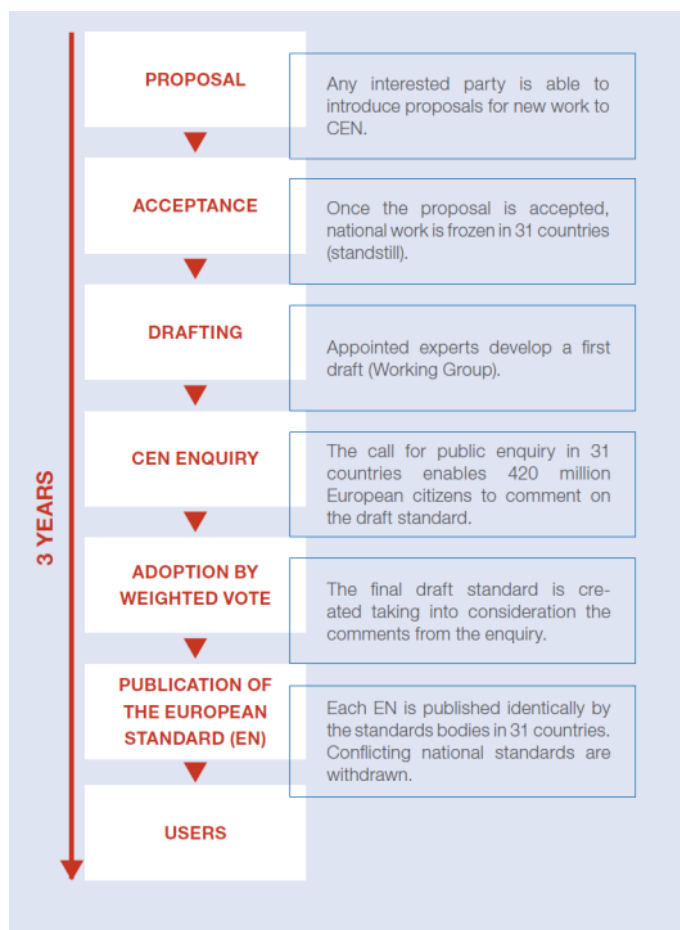 PROPOSAL
Any interested party is able to
introduce proposals for new work to
CEN.
ACCEPTANCE
Once the proposal is accepted,
national work is frozen in 31 countries
(standstill).
DRAFTING
Appointed experts develop a first
draft (Working Group).
CEN ENQUIRY
The call for public enquiry in 31
countries enables 420 million
European citizens to comment on
the draft standard.
ADOPTION BY
WEIGHTED VOTE
The final draft standard is cre-
ated taking into consideration the
comments from the enquiry.
PUBLICATION OF
THE EUROPEAN
STANDARD (EN)
Each EN is published identically by
the standards bodies in 31 countries.
Conflicting national standards are
withdrawn.
USERS
3 YEARS